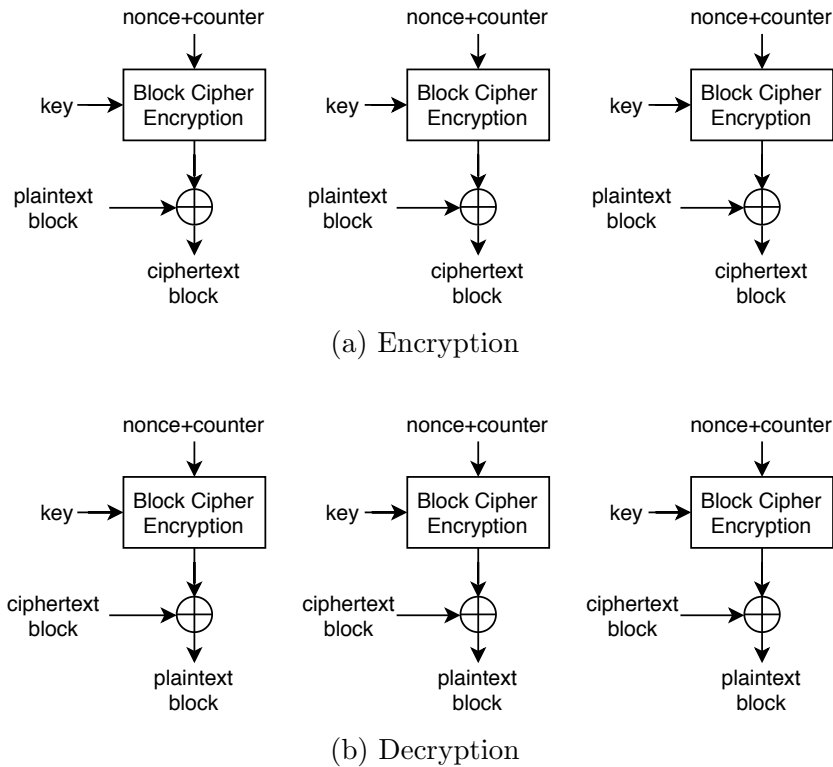 nonce+counter nonce+counter nonce+counter
key Block Cipher Encryption key Block Cipher Encryption key Block Cipher Encryption
plaintext block plaintext block plaintext block
ciphertext block ciphertext block ciphertext block
(a) Encryption
nonce+counter nonce+counter nonce+counter
key Block Cipher Encryption key Block Cipher Encryption key Block Cipher Encryption
ciphertext block ciphertext block ciphertext block
plaintext block plaintext block plaintext block
(b) Decryption